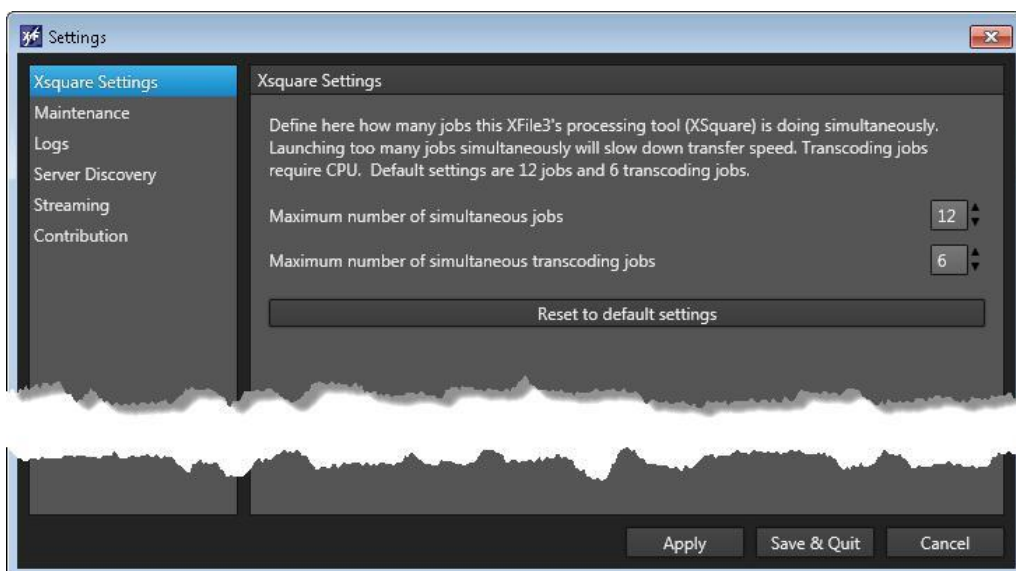 xf Settings
Xsquare Settings
Maintenance
Logs
Server Discovery
Streaming
Contribution
Xsquare Settings
Define here how many jobs this XFile3's processing tool (XSquare) is doing simultaneously.
Launching too many jobs simultaneously will slow down transfer speed. Transcoding jobs
require CPU. Default settings are 12 jobs and 6 transcoding jobs.
Maximum number of simultaneous jobs 12
Maximum number of simultaneous transcoding jobs 6
Reset to default settings
Apply Save & Quit Cancel